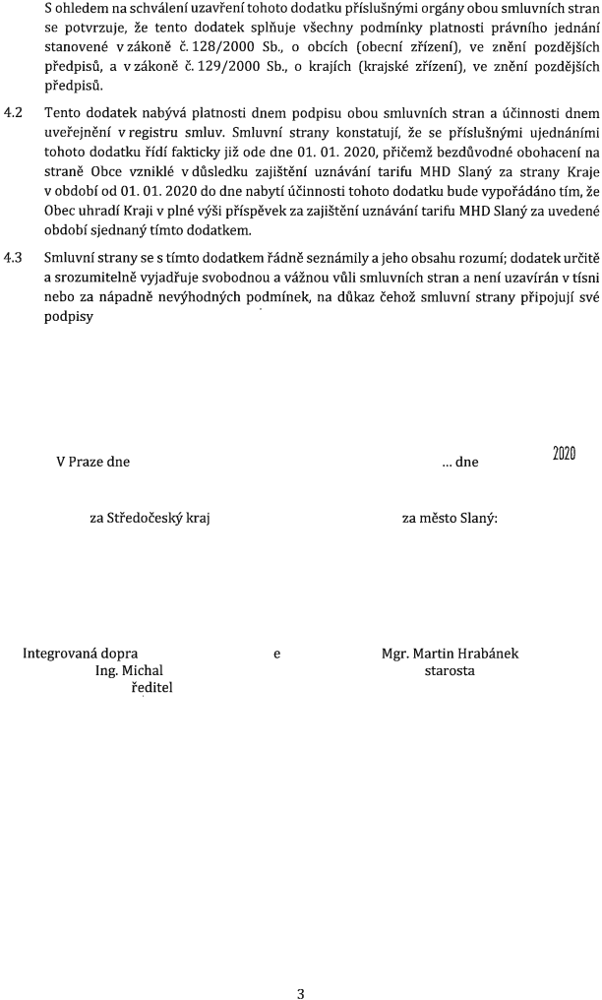 S ohledem na schválení uzavření tohoto dodatku příslušnými orgány obou smluvních stran
se potvrzuje, že tento dodatek splňuje všechny podmínky platnosti právního jednání
stanovené v zákoně č. 128/2000 Sb., o obcích (obecní zřízení), ve znění pozdějších
předpisů, a v zákoně č. 129/2000 Sb., o krajích (krajské zřízení), ve znění pozdějších
předpisů.
4.2 Tento dodatek nabývá platnosti dnem podpisu obou smluvních stran a účinnosti dnem
uveřejnění v registru smluv. Smluvní strany konstatují, že se příslušnými ujednáními
tohoto dodatku řídí fakticky již ode dne 01. 01. 2020, přičemž bezdůvodné obohacení na
straně Obce vzniklé v důsledku zajištění uznávání tarifu MHD Slaný za strany Kraje
v období od 01. 01. 2020 do dne nabytí účinnosti tohoto dodatku bude vypořádáno tím, že
Obec uhradí Kraji v plné výši příspěvek za zajištění uznávání tarifu MHD Slaný za uvedené
období sjednaný tímto dodatkem.
4.3 Smluvní strany se s tímto dodatkem řádně seznámily a jeho obsahu rozumí; dodatek určitě
a srozumitelně vyjadřuje svobodnou a vážnou vůli smluvních stran a není uzavírán v tísni
nebo za nápadně nevýhodných podmínek, na důkaz čehož smluvní strany připojují své
podpisy
V Praze dne ... dne 2020
za Středočeský kraj za město Slaný:
Integrovaná dopra e Mgr. Martin Hrabánek
Ing. Michal starosta
ředitel
3